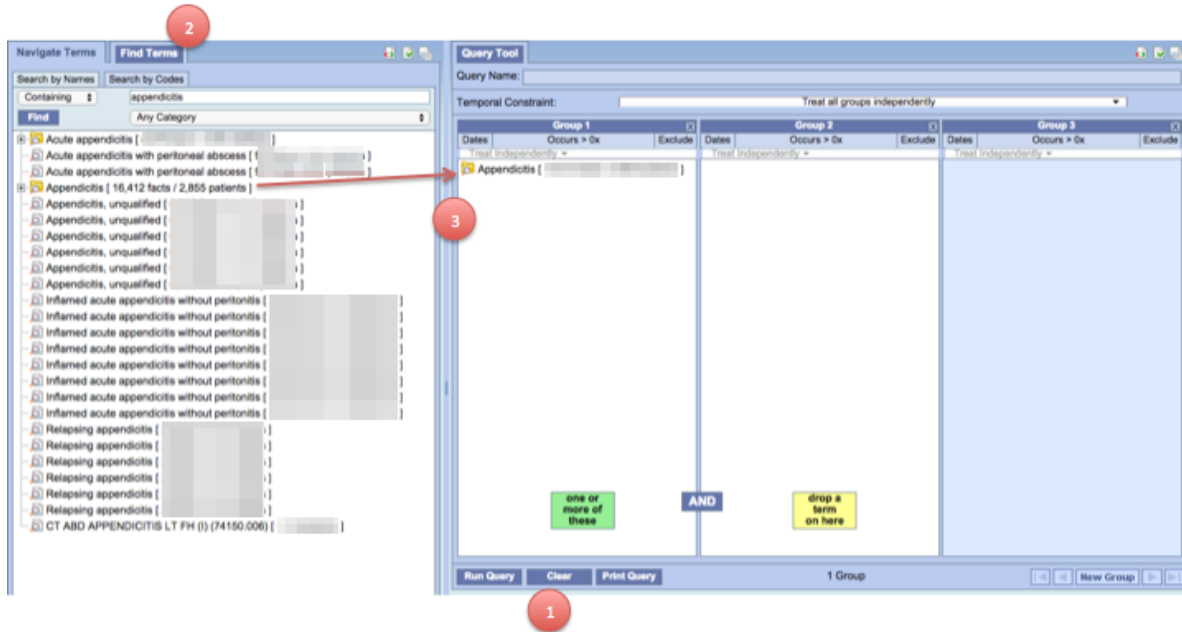 2
Navigate Terms Find Terms
Search by Names Search by Codes
Containing appendicitis
Find Any Category
Acute appendicitis [ ]
Acute appendicitis with peritoneal abscess [ ]
Acute appendicitis with peritoneal abscess [ ]
Appendicitis [ 16,412 facts / 2,855 patients ]
Appendicitis, unqualified [ ]
Appendicitis, unqualified [ ]
Appendicitis, unqualified [ ]
Appendicitis, unqualified [ ]
Appendicitis, unqualified [ ]
Appendicitis, unqualified [ ]
Inflamed acute appendicitis without peritonitis [ ]
Inflamed acute appendicitis without peritonitis [ ]
Inflamed acute appendicitis without peritonitis [ ]
Inflamed acute appendicitis without peritonitis [ ]
Inflamed acute appendicitis without peritonitis [ ]
Inflamed acute appendicitis without peritonitis [ ]
Inflamed acute appendicitis without peritonitis [ ]
Inflamed acute appendicitis without peritonitis [ ]
Relapsing appendicitis [ ]
Relapsing appendicitis [ ]
Relapsing appendicitis [ ]
Relapsing appendicitis [ ]
Relapsing appendicitis [ ]
Relapsing appendicitis [ ]
CT ABD APPENDICITIS LT FH (I) (74150.006) [ ]
Query Tool
Query Name:
Temporal Constraint: Treat all groups independently
Group 1 Group 2 Group 3
Dates Occurs > 0x Exclude Dates Occurs > 0x Exclude Dates Occurs > 0x Exclude
Treat Independently Treat Independently Treat Independently
Appendicitis [ ]
3
one or
more of
these
AND
drop a
term
on here
Run Query Clear Print Query 1 Group New Group
1